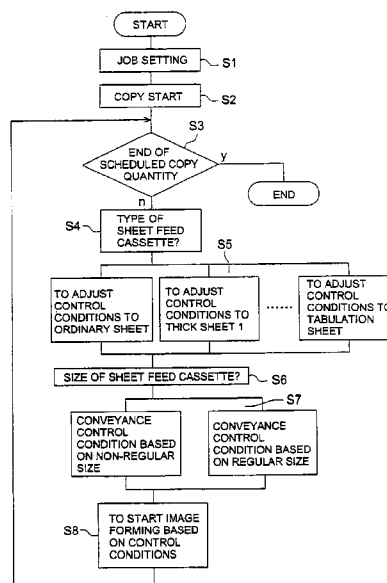 START
JOB SETTING
S1
COPY START
S2
S3
END OF
SCHEDULED COPY
QUANTITY
y
n
END
S4
TYPE OF
SHEET FEED
CASSETTE?
S5
TO ADJUST
CONTROL
CONDITIONS TO
ORDINARY SHEET
TO ADJUST
CONTROL
CONDITIONS TO
THICK SHEET 1
TO ADJUST
CONTROL
CONDITIONS TO
TABULATION
SHEET
SIZE OF SHEET FEED CASSETTE?
S6
S7
CONVEYANCE
CONTROL
CONDITION BASED
ON NON-REGULAR
SIZE
CONVEYANCE
CONTROL
CONDITION BASED
ON REGULAR SIZE
S8
TO START IMAGE
FORMING BASED
ON CONTROL
CONDITIONS